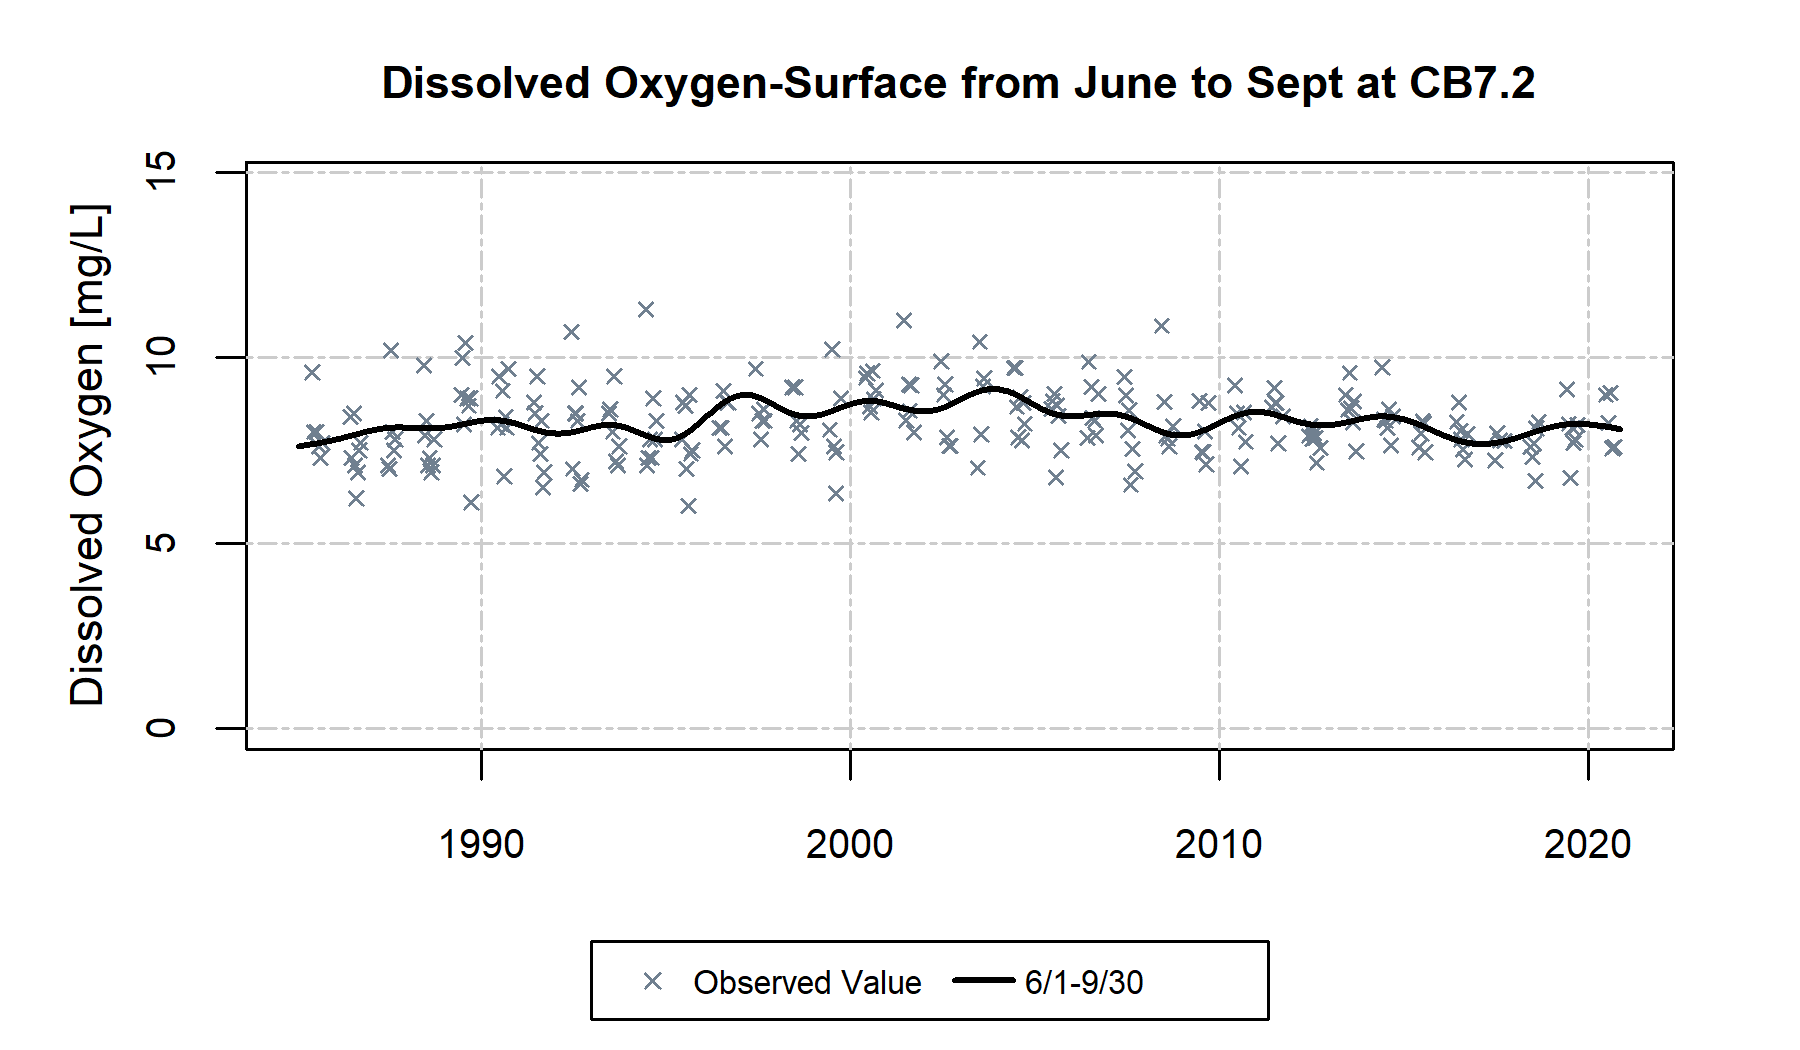 Dissolved Oxygen-Surface from June to Sept at CB7.2
Dissolved Oxygen [mg/L]
15
10
5
0
1990 2000 2010 2020
Observed Value 6/1-9/30